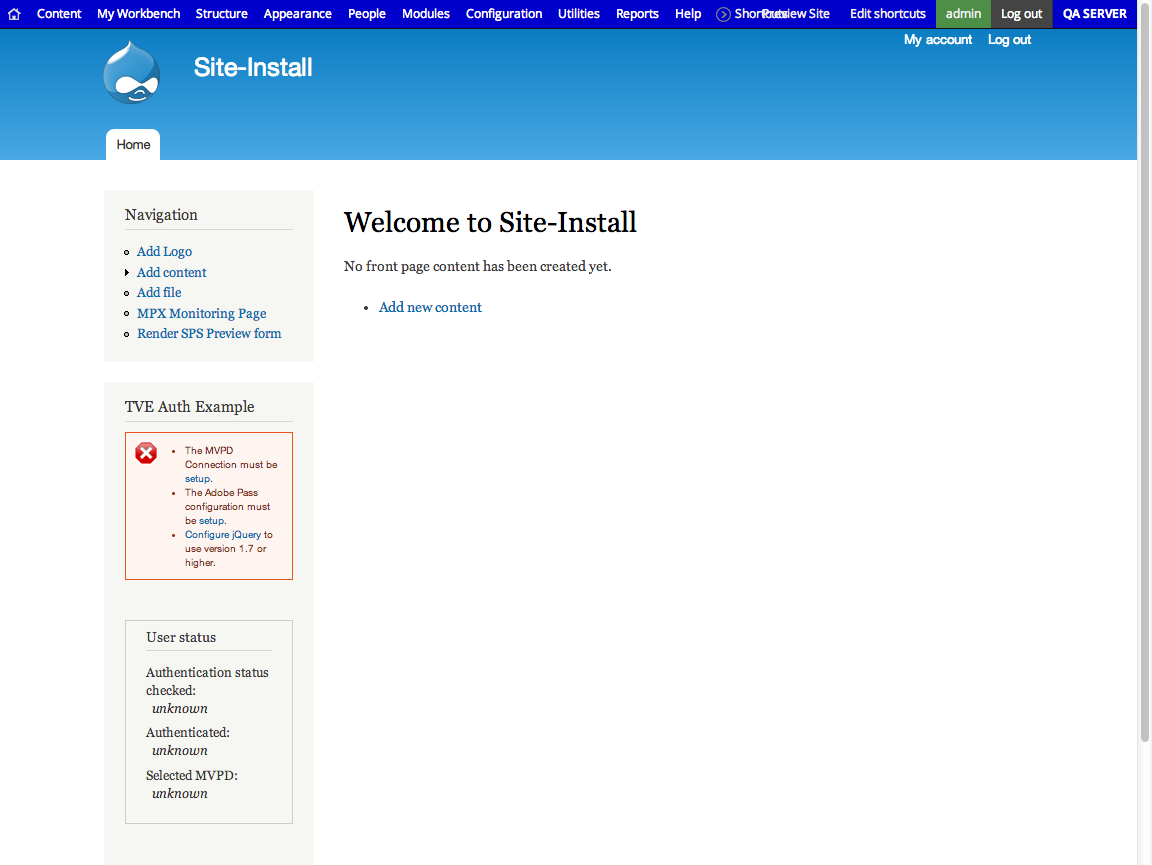 Content My Workbench Structure Appearance People Modules Configuration Utilities Reports Help Shortcuts Preview Site Edit shortcuts admin Log out QA SERVER
My account Log out
Site-Install
Home
Navigation
Add Logo
Add content
Add file
MPX Monitoring Page
Render SPS Preview form
Welcome to Site-Install
No front page content has been created yet.
Add new content
TVE Auth Example
The MVPD
Connection must be
setup.
The Adobe Pass
configuration must
be setup.
Configure jQuery to
use version 1.7 or
higher.
User status
Authentication status
checked:
unknown
Authenticated:
unknown
Selected MVPD:
unknown